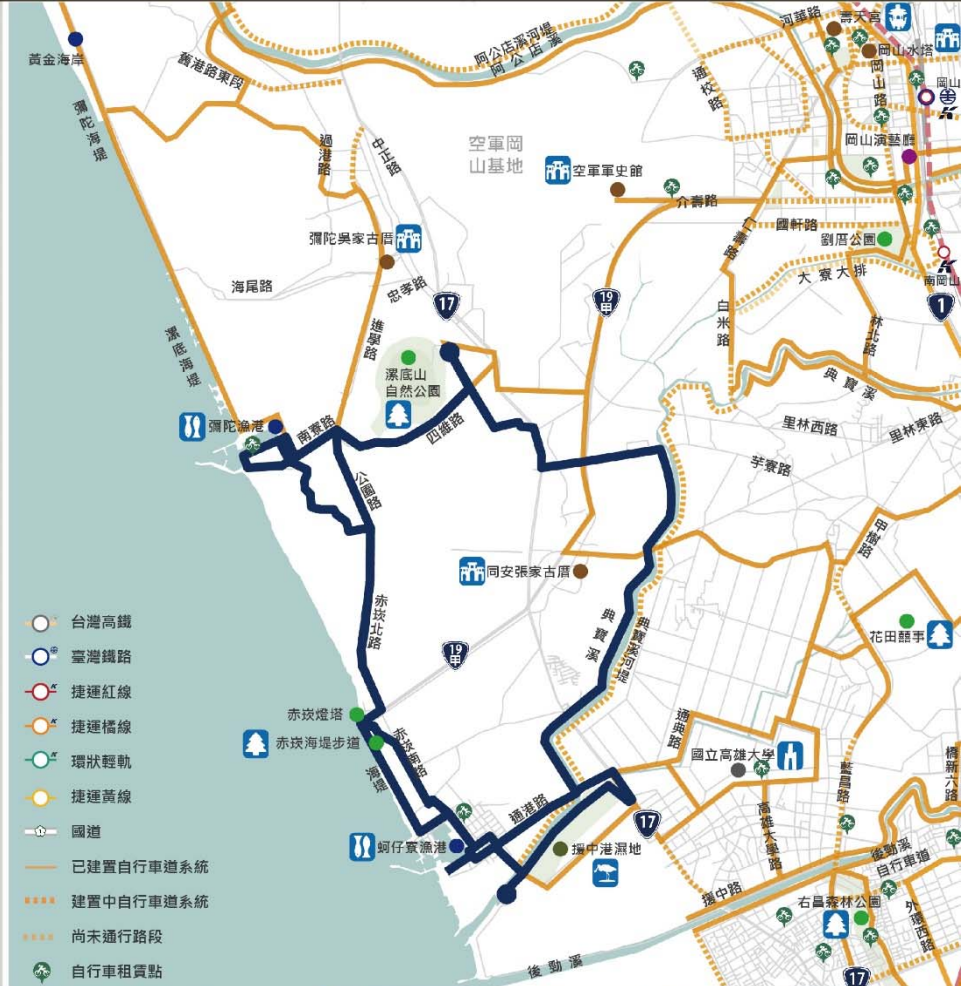 黃金海岸
彌陀海堤
舊港路東段
過港路
中正路
阿公店溪河堤
阿公店溪
河華路
壽天宮
岡山水塔
岡山路
岡山
通校路
岡山演藝廳
空軍岡
山基地
空軍軍史館
介壽路
仁壽路
國軒路
劉厝公園
大寮大排
南岡山
1
彌陀吳家古厝
海尾路
忠孝路
17
19
甲
白米路
林北路
漯底海堤
進學路
漯底山
自然公園
典寶溪
彌陀漁港
南寮路
四維路
里林西路
里林東路
芋寮路
公園路
甲樹路
同安張家古厝
赤崁北路
典寶溪
典寶溪河堤
花田囍事
19
甲
赤崁燈塔
赤崁海堤步道
赤崁南路
海堤
通典路
國立高雄大學
橋新六路
藍昌路
高雄大學路
通港路
17
蚵仔寮漁港
援中港濕地
援中路
後勁溪
自行車道
右昌森林公園
外環西路
後勁溪
17
台灣高鐵
臺灣鐵路
捷運紅線
捷運橘線
環狀輕軌
捷運黃線
國道
已建置自行車道系統
建置中自行車道系統
尚未通行路段
自行車租賃點